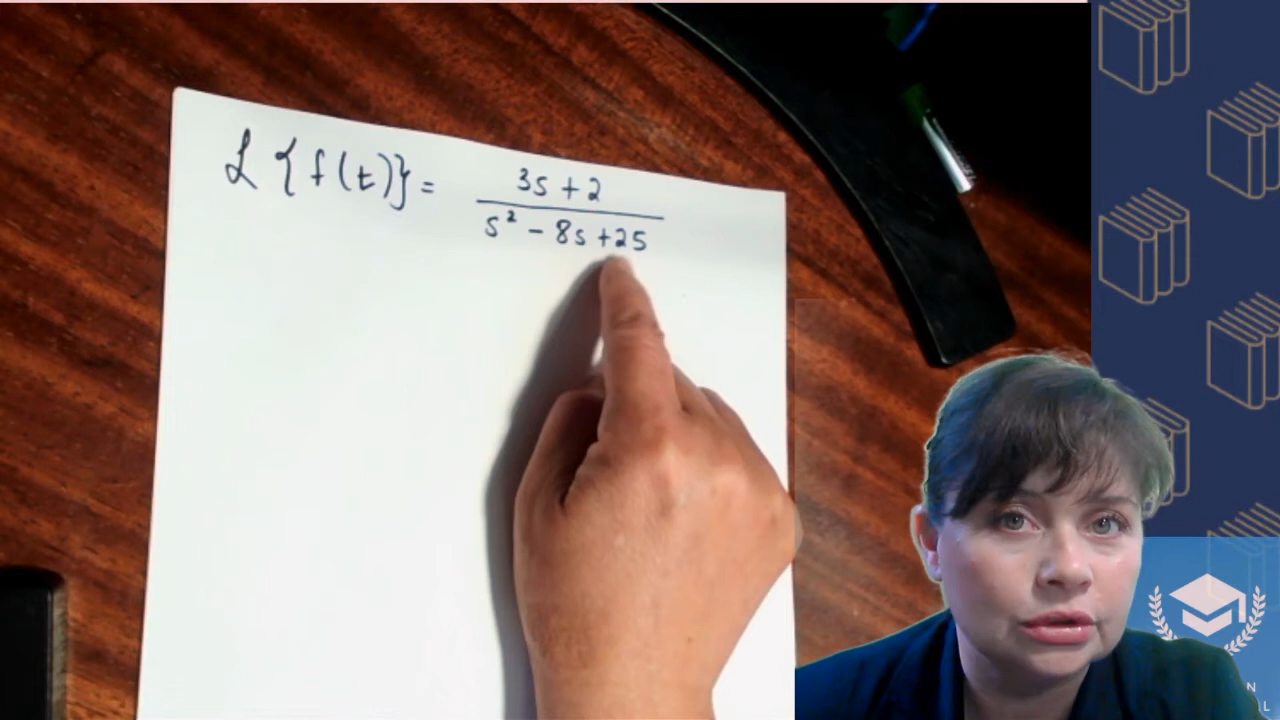 ℒ {f(t)} = 3s + 2
s² - 8s + 25